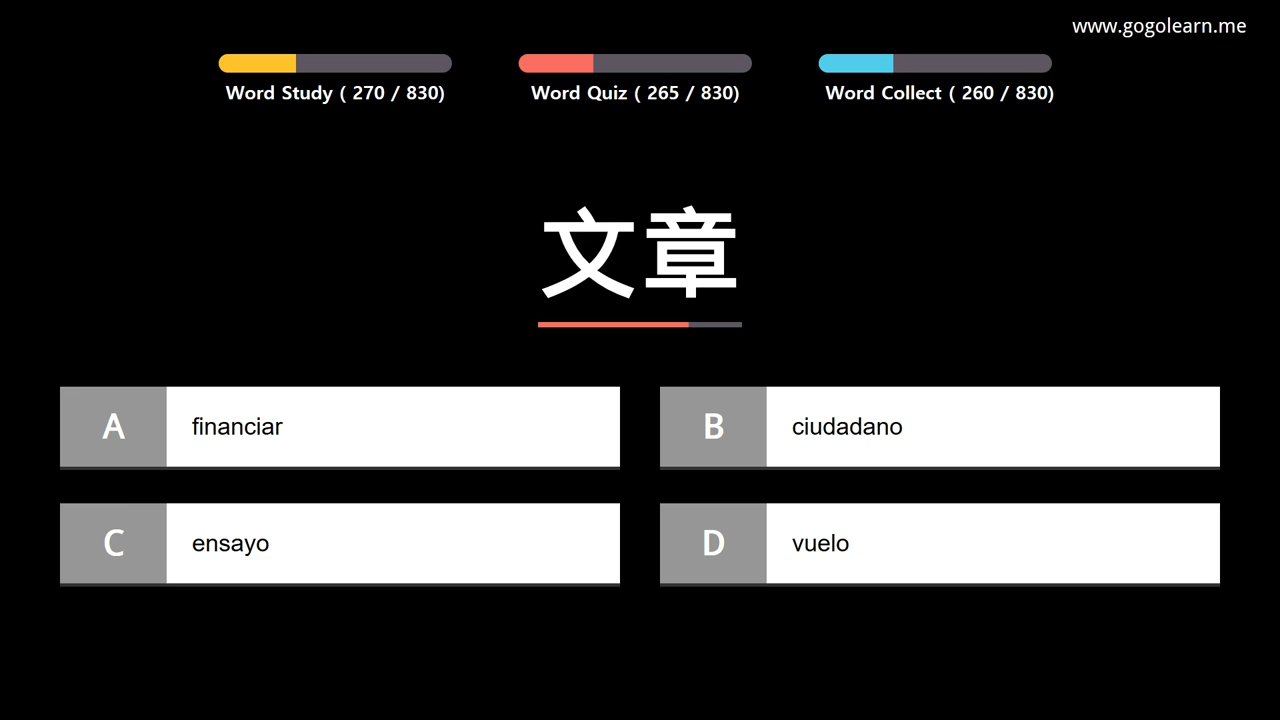 www.gogolearn.me
Word Study ( 270 / 830)
Word Quiz ( 265 / 830)
Word Collect ( 260 / 830)
文章
A financiar
B ciudadano
C ensayo
D vuelo